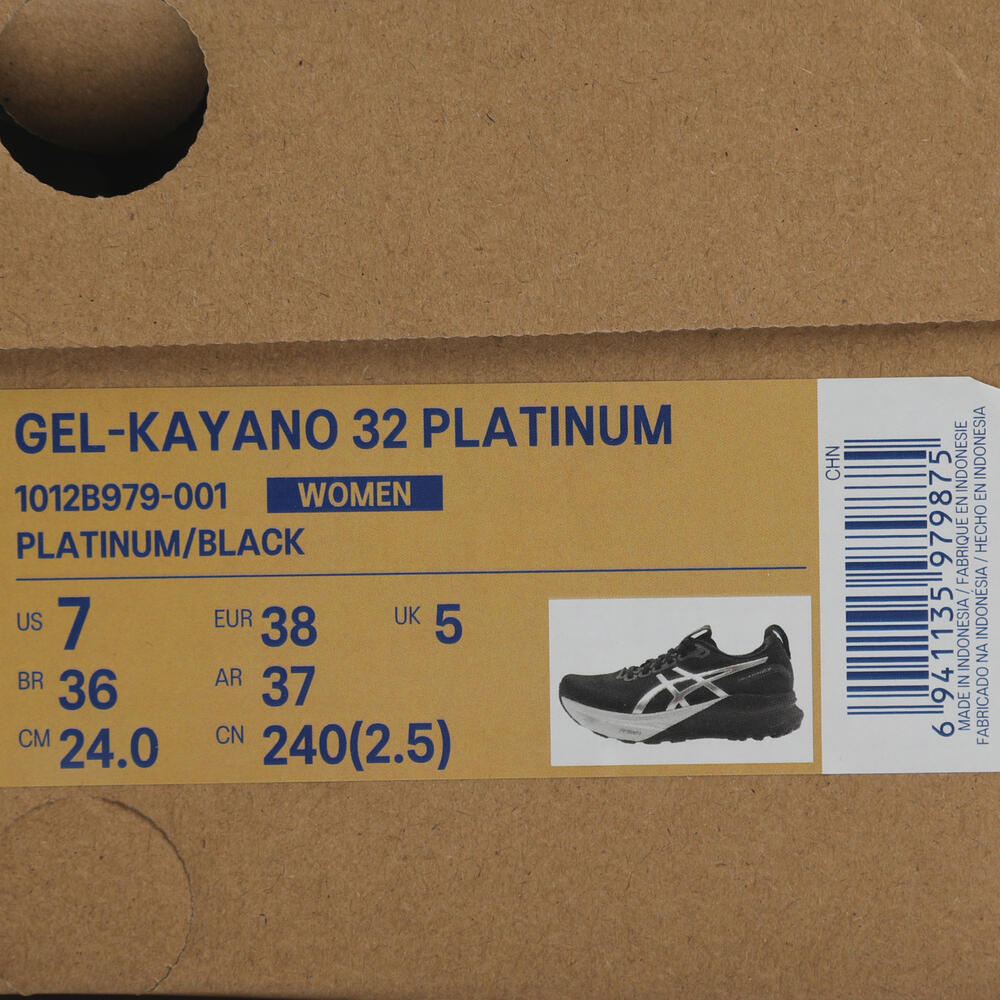 GEL-KAYANO 32 PLATINUM
1012B979-001 WOMEN
PLATINUM/BLACK
US 7 EUR 38 UK 5
BR 36 AR 37
CM 24.0 CN 240(2.5)
CHN
6 941135 979875
MADE IN INDONESIA / FABRIQUE EN INDONESIE
FABRICADO NA INDONÉSIA / HECHO EN INDONESIA